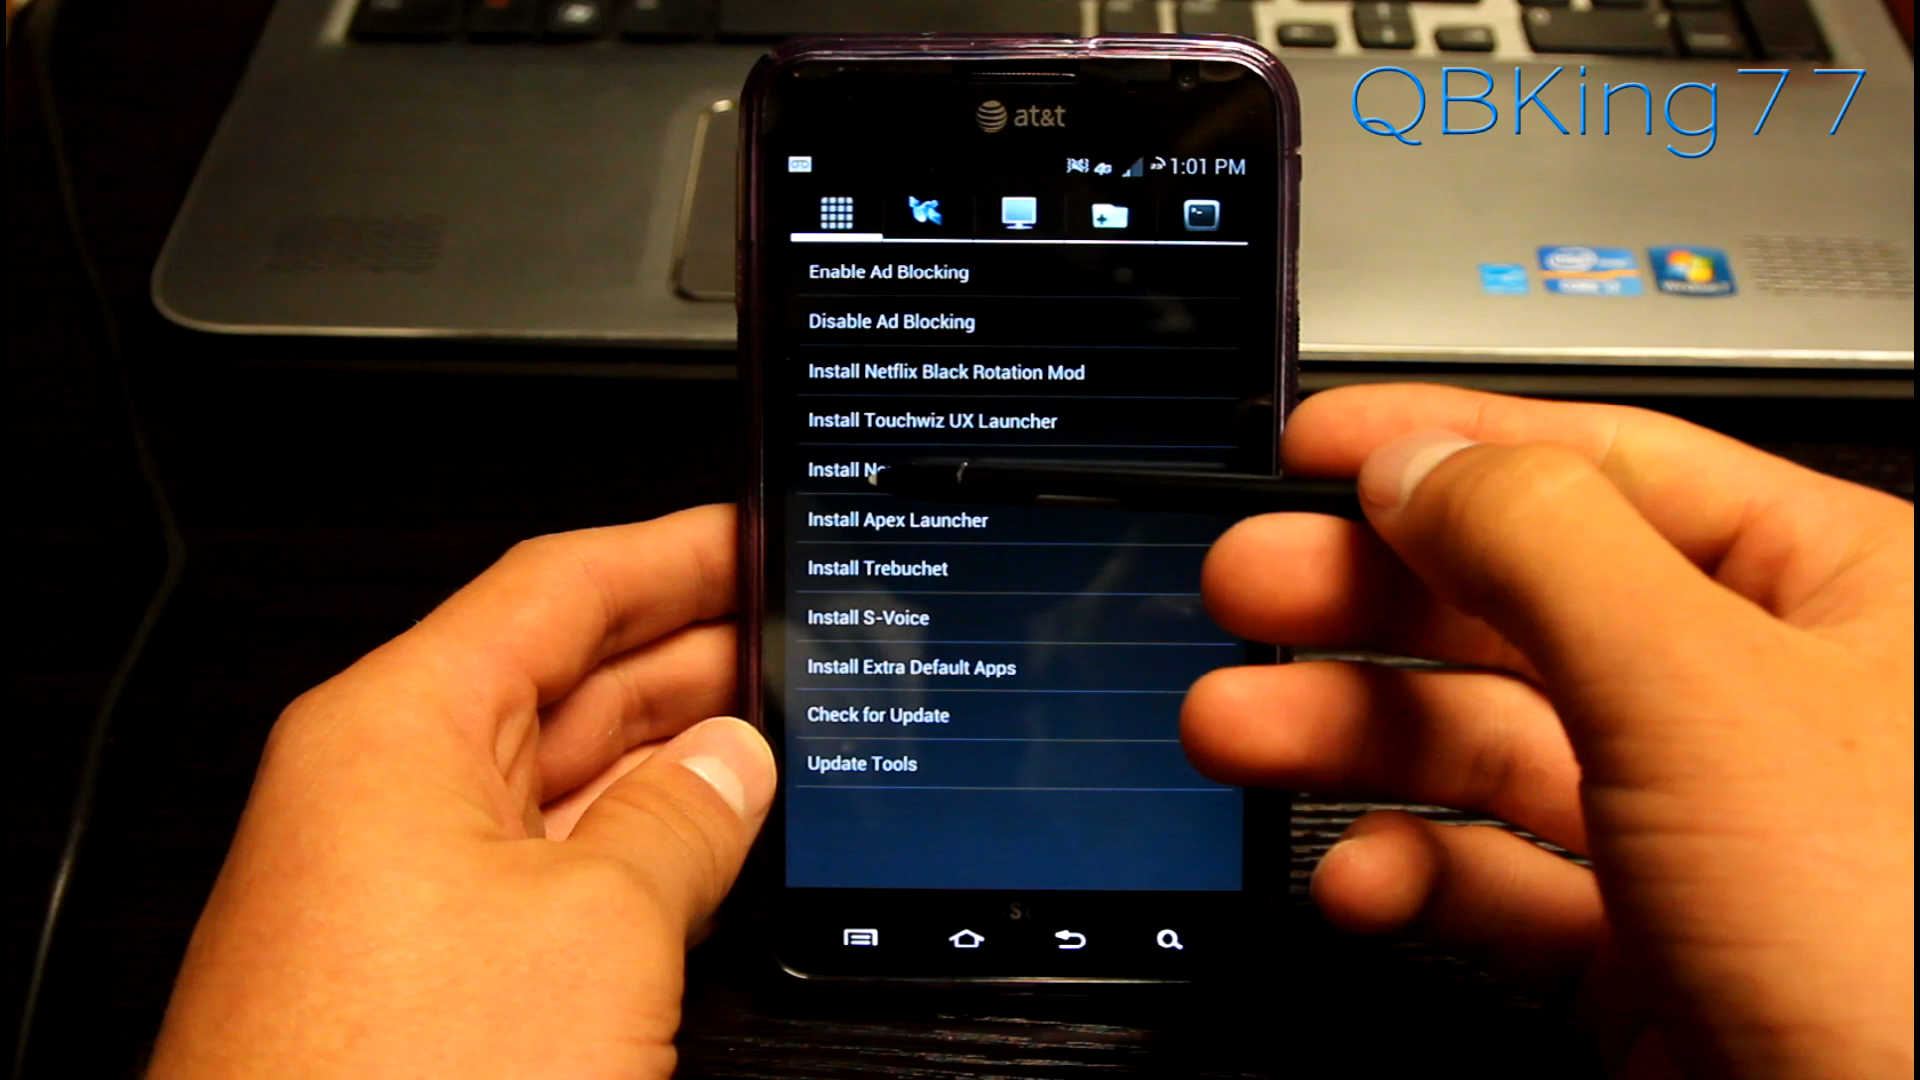 QBKing77
at&t
4G
1:01 PM
Enable Ad Blocking
Disable Ad Blocking
Install Netflix Black Rotation Mod
Install Touchwiz UX Launcher
Install
Install Apex Launcher
Install Trebuchet
Install S-Voice
Install Extra Default Apps
Check for Update
Update Tools